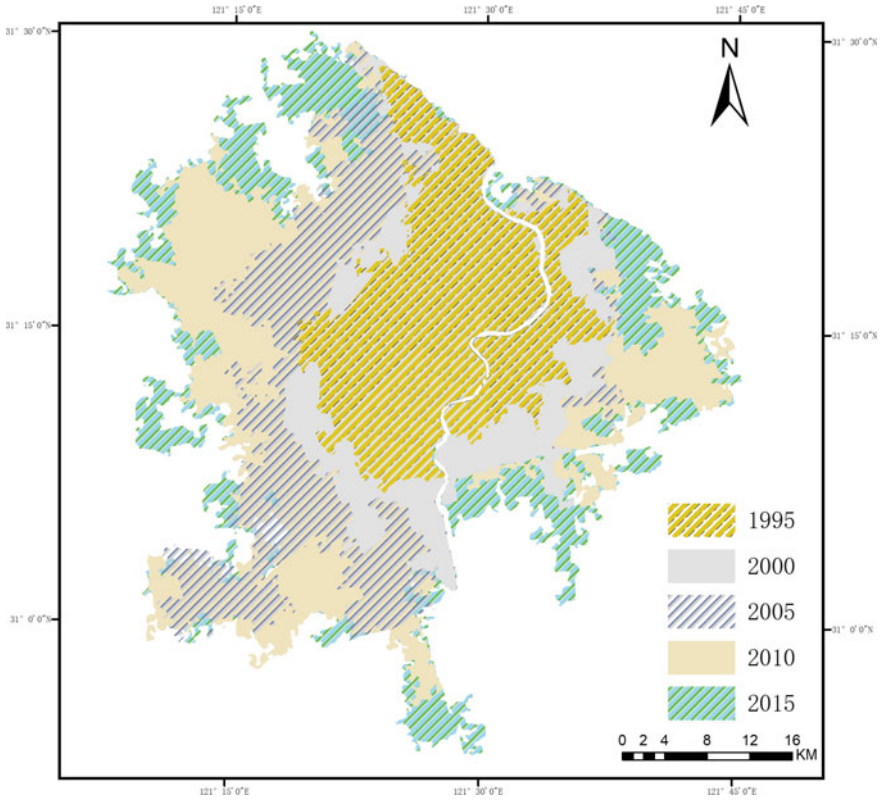 121° 15′ 0″E 121° 30′ 0″E 121° 45′ 0″E
31° 30′ 0″N 31° 30′ 0″N
N
31° 15′ 0″N 31° 15′ 0″N
1995
2000
2005
31° 0′ 0″N 31° 0′ 0″N
2010
2015
0 2 4 8 12 16
KM
121° 15′ 0″E 121° 30′ 0″E 121° 45′ 0″E